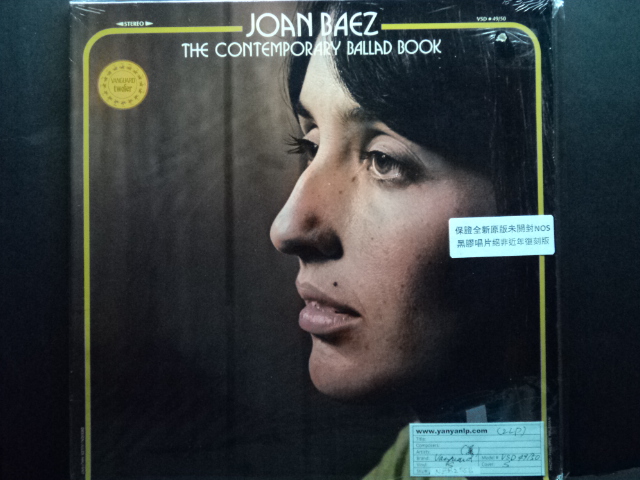 STEREO
JOAN BAEZ
VSD • 49/50
THE CONTEMPORARY BALLAD BOOK
VANGUARD
twofer
保證全新原版未開封NOS
黑膠唱片絕非近年復刻版
www.yanyanlp.com (2LP)
Title:
Vanguard
VSD 49/50
S